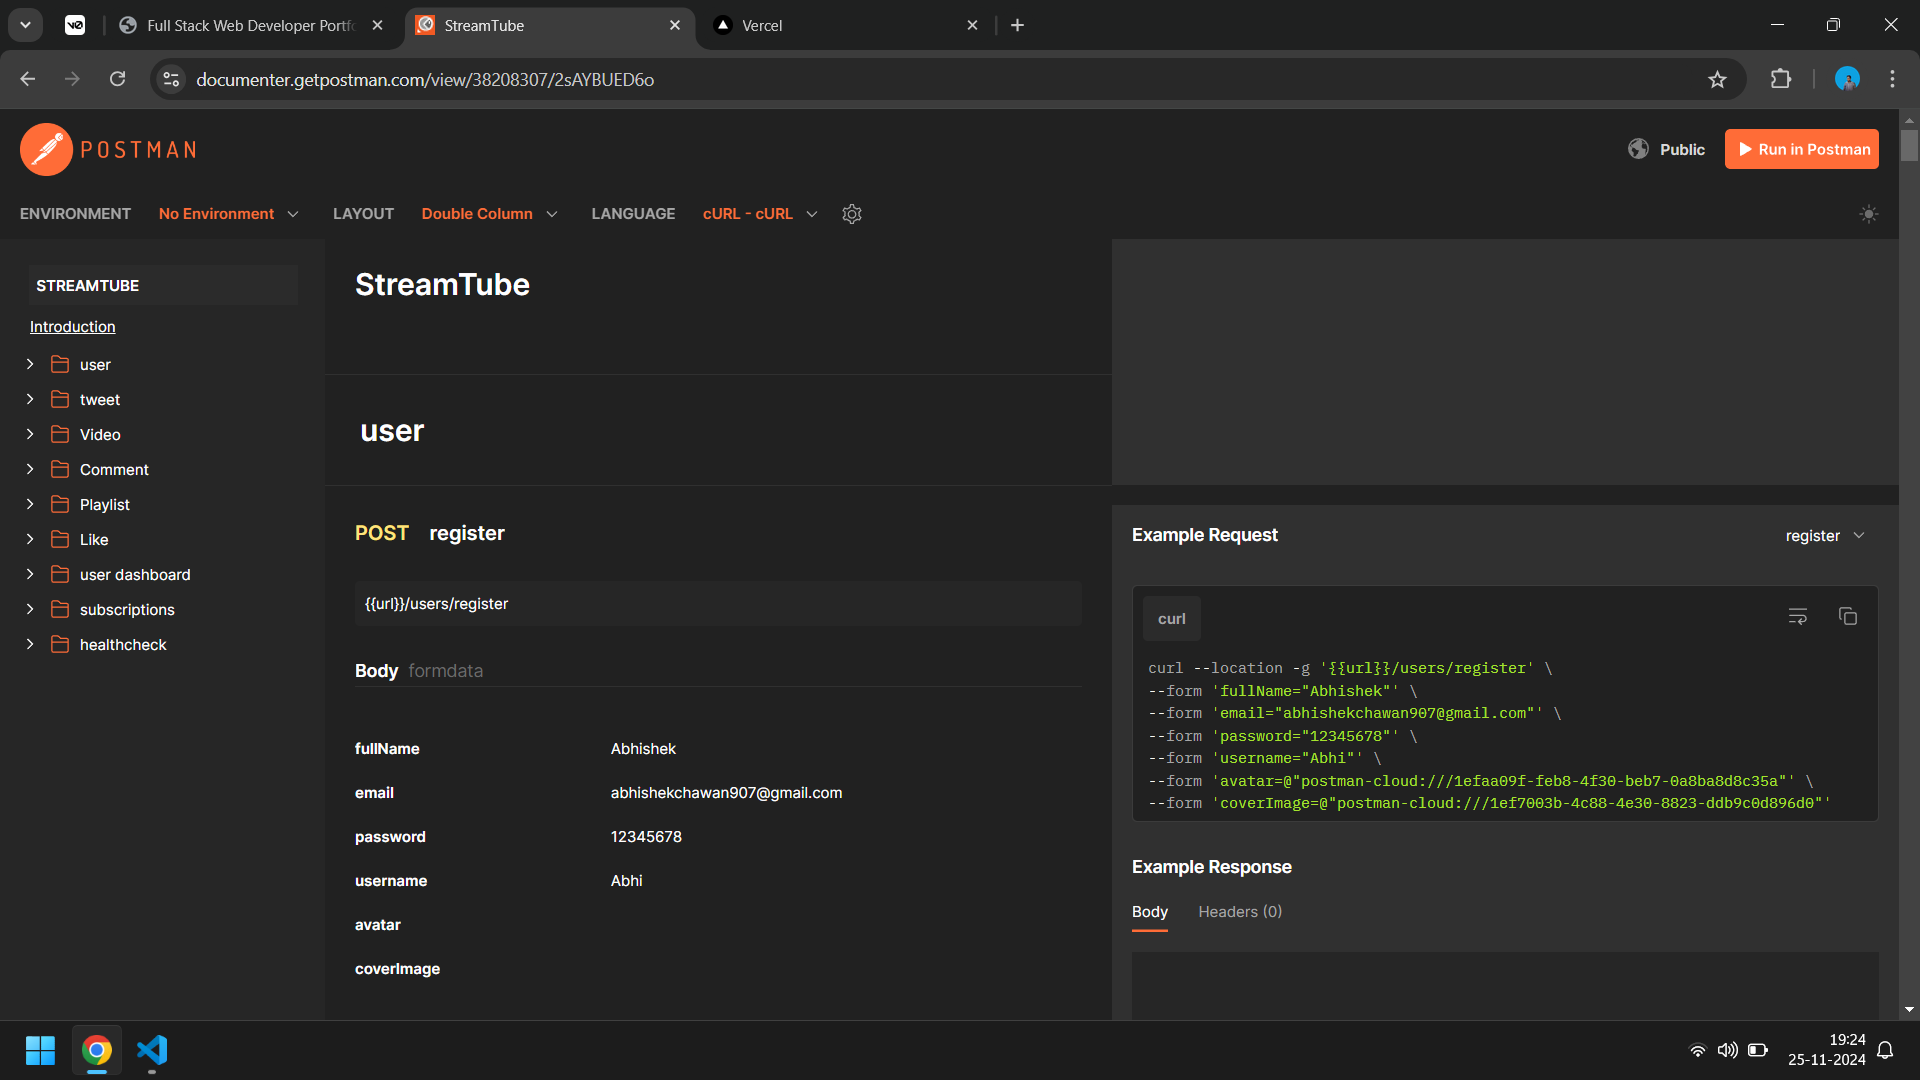 Full Stack Web Developer Portfo
StreamTube
Vercel
documenter.getpostman.com/view/38208307/2sAYBUED6o
POSTMAN
Public
Run in Postman
ENVIRONMENT No Environment LAYOUT Double Column LANGUAGE cURL - cURL
STREAMTUBE
Introduction
user
tweet
Video
Comment
Playlist
Like
user dashboard
subscriptions
healthcheck
StreamTube
user
POST register
{{url}}/users/register
Body formdata
fullName Abhishek
email abhishekchawan907@gmail.com
password 12345678
username Abhi
avatar
coverImage
Example Request register
curl
curl --location -g '{{url}}/users/register' \
--form 'fullName="Abhishek"' \
--form 'email="abhishekchawan907@gmail.com"' \
--form 'password="12345678"' \
--form 'username="Abhi"' \
--form 'avatar=@"postman-cloud:///1efaa09f-feb8-4f30-beb7-0a8ba8d8c35a"' \
--form 'coverImage=@"postman-cloud:///1ef7003b-4c88-4e30-8823-ddb9c0d896d0"'
Example Response
Body Headers (0)
19:24
25-11-2024